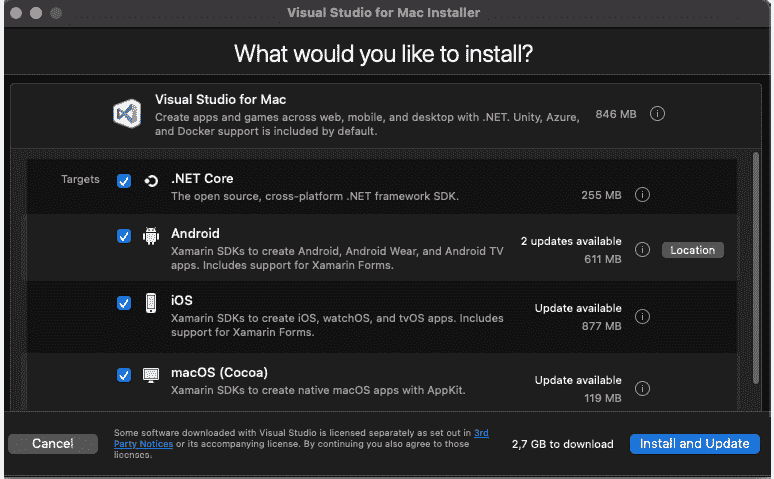 Visual Studio for Mac Installer
What would you like to install?
Visual Studio for Mac
Create apps and games across web, mobile, and desktop with .NET. Unity, Azure,
and Docker support is included by default.
846 MB
Targets
.NET Core
The open source, cross-platform .NET framework SDK.
255 MB
Android
Xamarin SDKs to create Android, Android Wear, and Android TV
apps. Includes support for Xamarin Forms.
2 updates available
611 MB
Location
iOS
Xamarin SDKs to create iOS, watchOS, and tvOS apps. Includes
support for Xamarin Forms.
Update available
877 MB
macOS (Cocoa)
Xamarin SDKs to create native macOS apps with AppKit.
Update available
119 MB
Cancel
Some software downloaded with Visual Studio is licensed separately as set out in 3rd
Party Notices or its accompanying license. By continuing you also agree to those
licenses.
2,7 GB to download
Install and Update